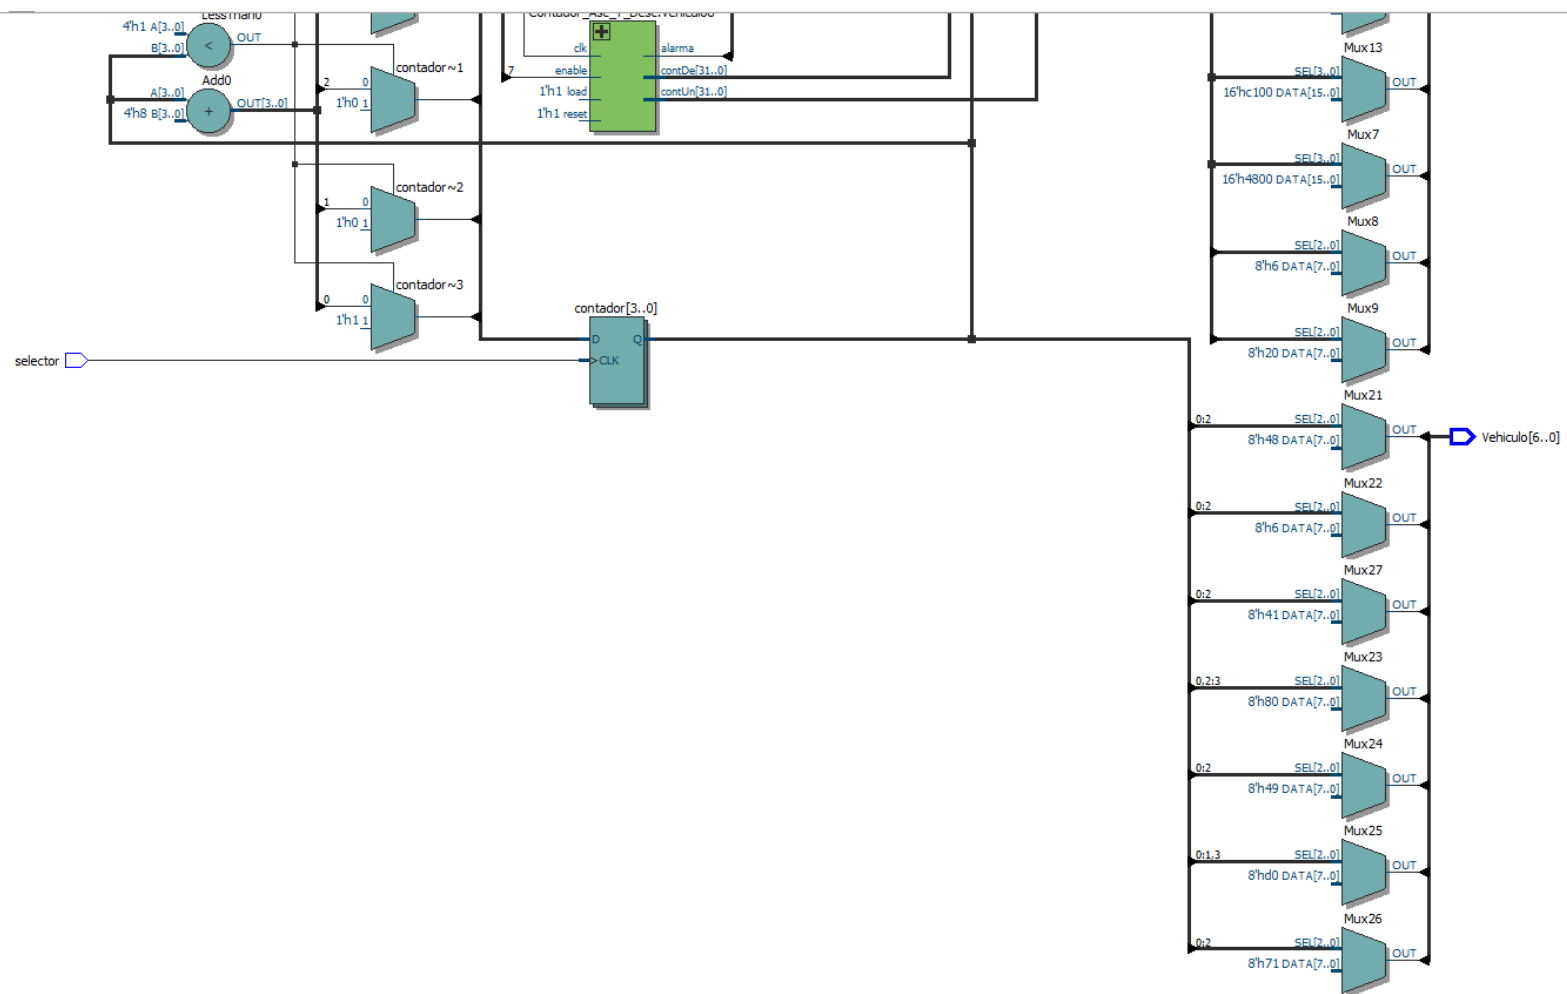 LessThan0
4'h1 A[3..0]
B[3..0]
OUT
Add0
A[3..0]
4'h8 B[3..0]
OUT[3..0]
contador~1
2
0
1'h0 1
contador~2
1
0
1'h0 1
contador~3
0
0
1'h1 1
selector
Contador_Asc_Y_Desc:Vehiculo0
clk
alarma
7
enable
contDe[31..0]
1'h1 load
contUn[31..0]
1'h1 reset
contador[3..0]
D
Q
CLK
Mux13
SEL[3..0]
16'hc100 DATA[15..0]
OUT
Mux7
SEL[3..0]
16'h4800 DATA[15..0]
OUT
Mux8
SEL[2..0]
8'h6 DATA[7..0]
OUT
Mux9
SEL[2..0]
8'h20 DATA[7..0]
OUT
Mux21
0:2
SEL[2..0]
8'h48 DATA[7..0]
OUT
Vehiculo[6..0]
Mux22
0:2
SEL[2..0]
8'h6 DATA[7..0]
OUT
Mux27
0:2
SEL[2..0]
8'h41 DATA[7..0]
OUT
Mux23
0,2:3
SEL[2..0]
8'h80 DATA[7..0]
OUT
Mux24
0:2
SEL[2..0]
8'h49 DATA[7..0]
OUT
Mux25
0:1,3
SEL[2..0]
8'hd0 DATA[7..0]
OUT
Mux26
0:2
SEL[2..0]
8'h71 DATA[7..0]
OUT